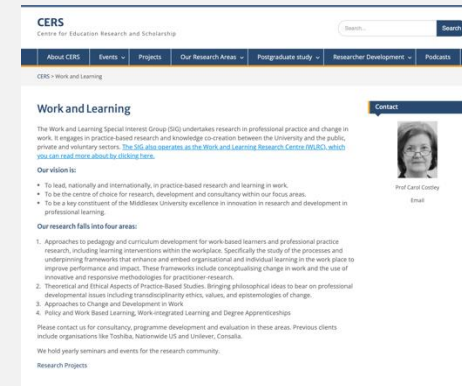 CERS
Centre for Education Research and Scholarship
Search...
Search
About CERS
Events
Projects
Our Research Areas
Postgraduate study
Researcher Development
Podcasts
CERS > Work and Learning
Work and Learning
The Work and Learning Special Interest Group (SIG) undertakes research in professional practice and change in
work. It engages in practice-based research and knowledge co-creation between the University and the public,
private and voluntary sectors. The SIG also operates as the Work and Learning Research Centre (WLRC), which
you can read more about by clicking here.
Our vision is:
• To lead, nationally and internationally, in practice-based research and learning in work.
• To be the centre of choice for research, development and consultancy within our focus areas.
• To be a key constituent of the Middlesex University excellence in innovation in research and development in
professional learning.
Our research falls into four areas:
1. Approaches to pedagogy and curriculum development for work-based learners and professional practice
research, including learning interventions within the workplace. Specifically the study of the processes and
underpinning frameworks that enhance and embed organisational and individual learning in the work place to
improve performance and impact. These frameworks include conceptualising change in work and the use of
innovative and responsive methodologies for practitioner-research.
2. Theoretical and Ethical Aspects of Practice-Based Studies. Bringing philosophical ideas to bear on professional
developmental issues including transdisciplinarity ethics, values, and epistemologies of change.
3. Approaches to Change and Development in Work
4. Policy and Work Based Learning, Work-integrated Learning and Degree Apprenticeships
Please contact us for consultancy, programme development and evaluation in these areas. Previous clients
include organisations like Toshiba, Nationwide US and Unilever, Consalia.
We hold yearly seminars and events for the research community.
Research Projects
Contact
Prof Carol Costley
Email